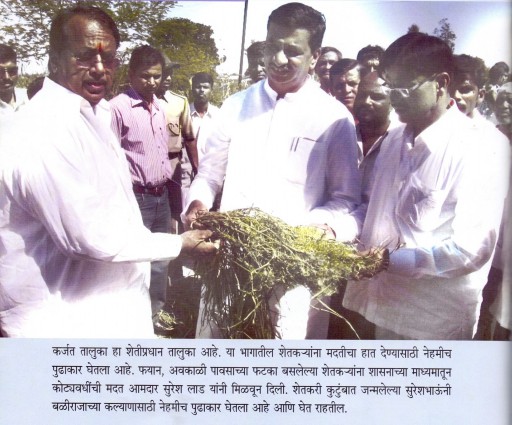 कर्जत तालुका हा शेतीप्रधान तालुका आहे. या भागातील शेतकऱ्यांना मदतीचा हात देण्यासाठी नेहमीच
पुढाकार घेतला आहे. फयान, अवकाळी पावसाच्या फटका बसलेल्या शेतकऱ्यांना शासनाच्या माध्यमातून
कोट्यवधींची मदत आमदार सुरेश लाड यांनी मिळवून दिली. शेतकरी कुटुंबात जन्मलेल्या सुरेशभाऊंनी
बळीराजाच्या कल्याणासाठी नेहमीच पुढाकार घेतला आहे आणि घेत राहतील.